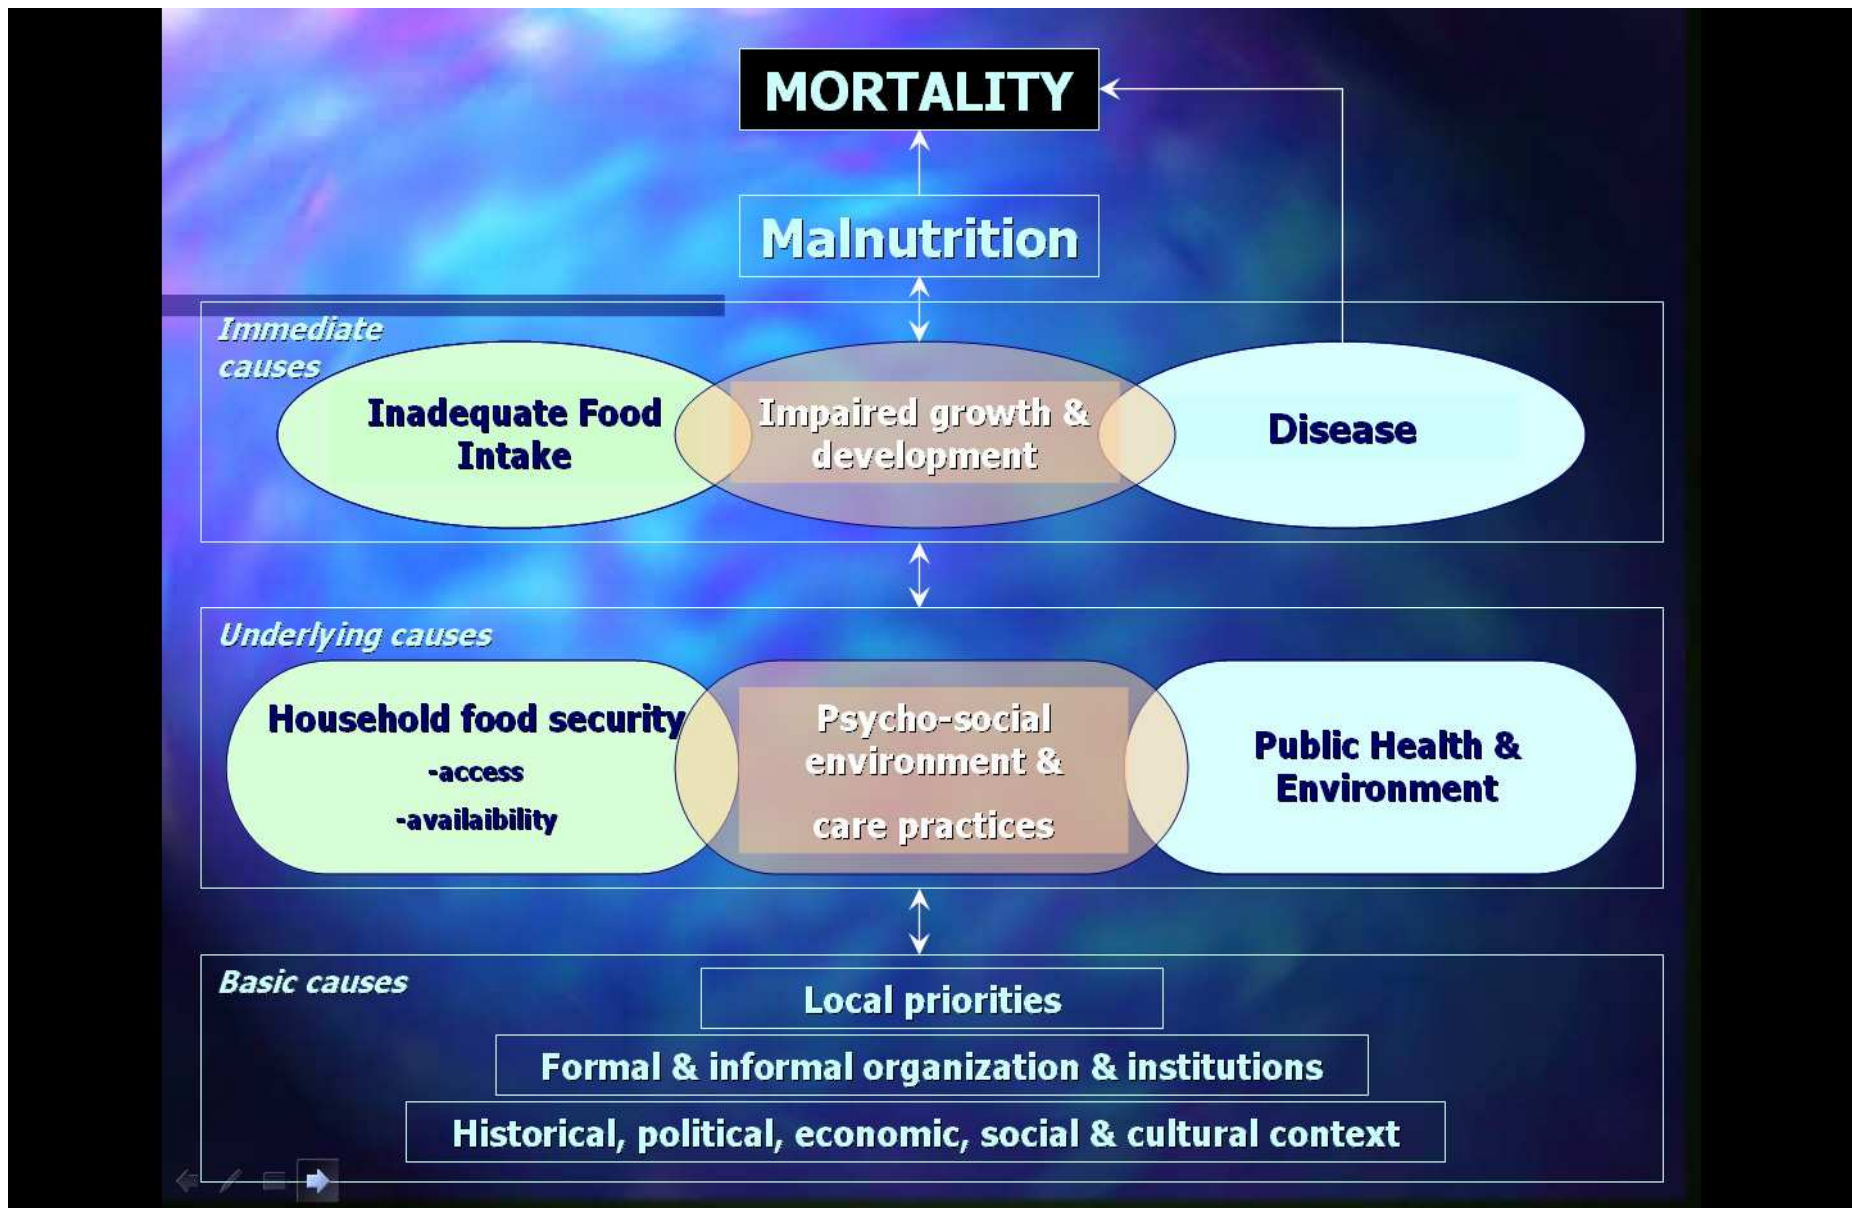 MORTALITY
Malnutrition
Immediate
causes
Inadequate Food
Intake
Impaired growth &
development
Disease
Underlying causes
Household food security
-access
-availaibility
Psycho-social
environment &
care practices
Public Health &
Environment
Basic causes
Local priorities
Formal & informal organization & institutions
Historical, political, economic, social & cultural context